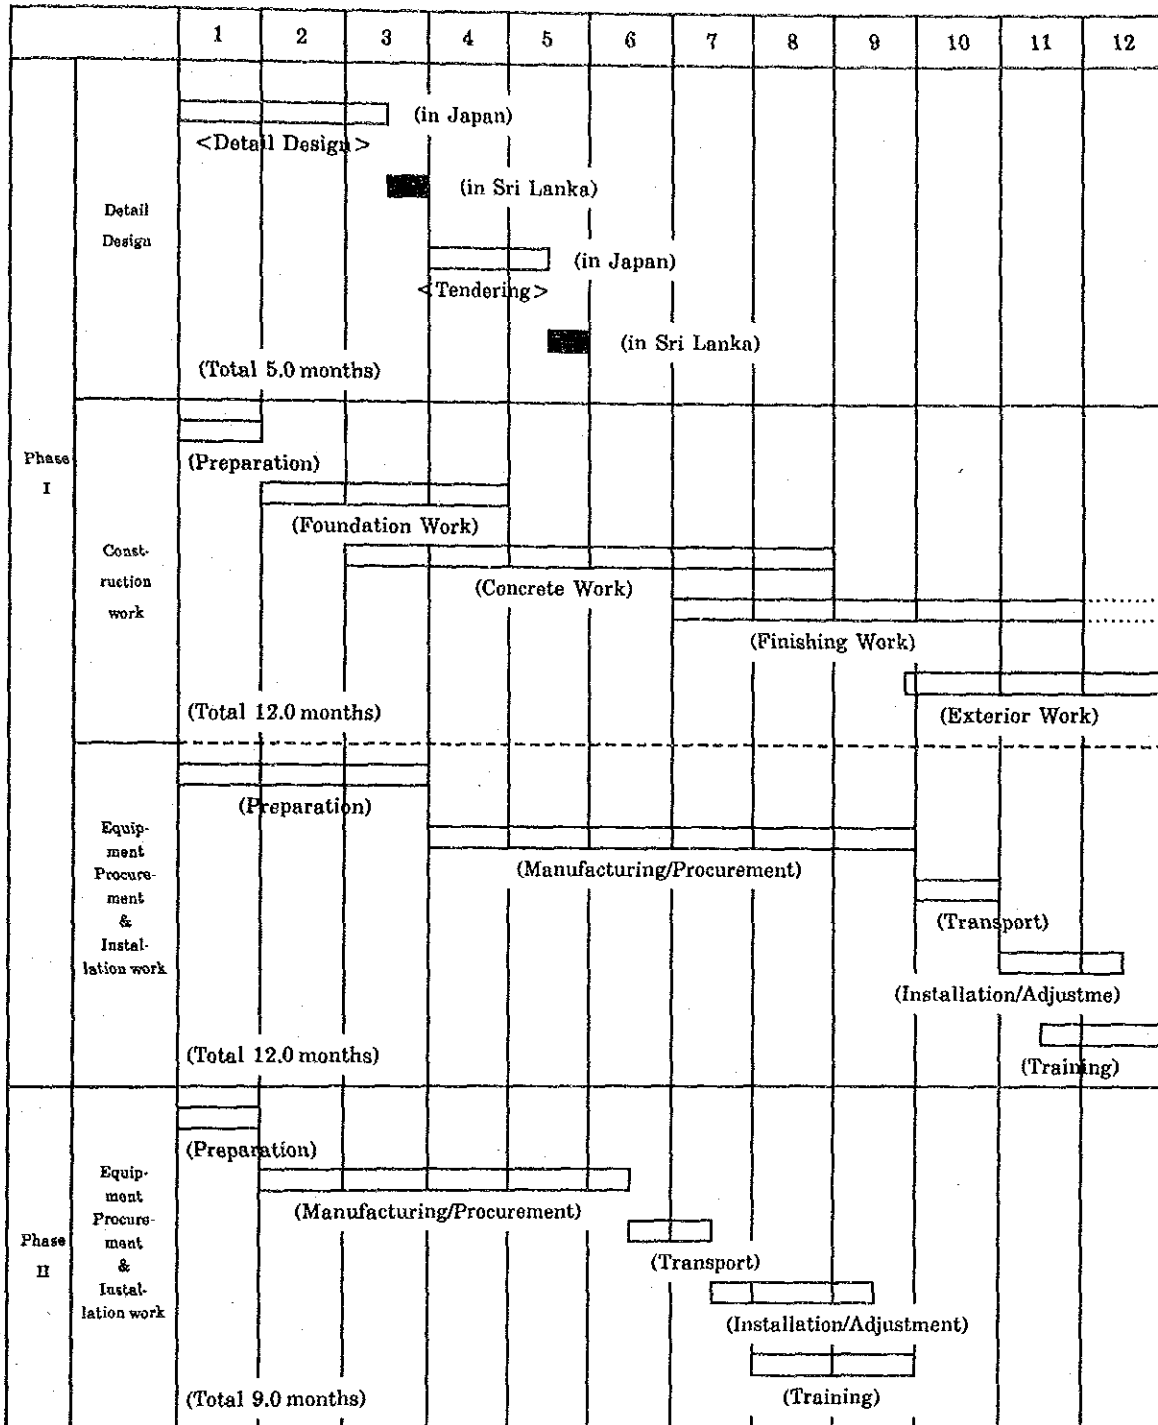 1 2 3 4 5 6 7 8 9 10 11 12
(in Japan)
<Detail Design>
(in Sri Lanka)
Detail
Design
(in Japan)
<Tendering>
(in Sri Lanka)
(Total 5.0 months)
Phase
I
(Preparation)
(Foundation Work)
Const-
ruction
work
(Concrete Work)
(Finishing Work)
(Total 12.0 months)
(Exterior Work)
(Preparation)
Equip-
ment
Procure-
ment
&
Instal-
lation work
(Manufacturing/Procurement)
(Transport)
(Installation/Adjustme)
(Total 12.0 months)
(Training)
Phase
II
(Preparation)
Equip-
ment
Procure-
ment
&
Instal-
lation work
(Manufacturing/Procurement)
(Transport)
(Installation/Adjustment)
(Total 9.0 months)
(Training)